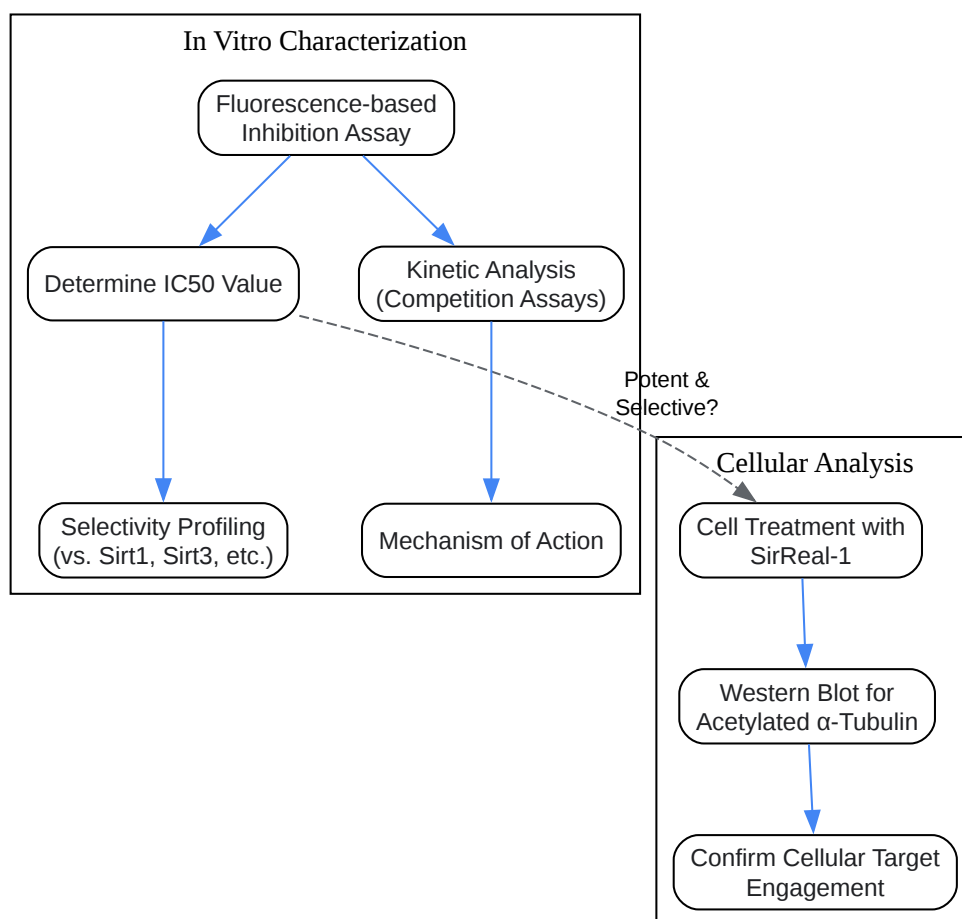 In Vitro Characterization
Fluorescence-based
Inhibition Assay
Determine IC50 Value
Kinetic Analysis
(Competition Assays)
Potent &
Selective?
Cellular Analysis
Selectivity Profiling
(vs. Sirt1, Sirt3, etc.)
Mechanism of Action
Cell Treatment with
SirReal-1
Western Blot for
Acetylated α-Tubulin
Confirm Cellular Target
Engagement